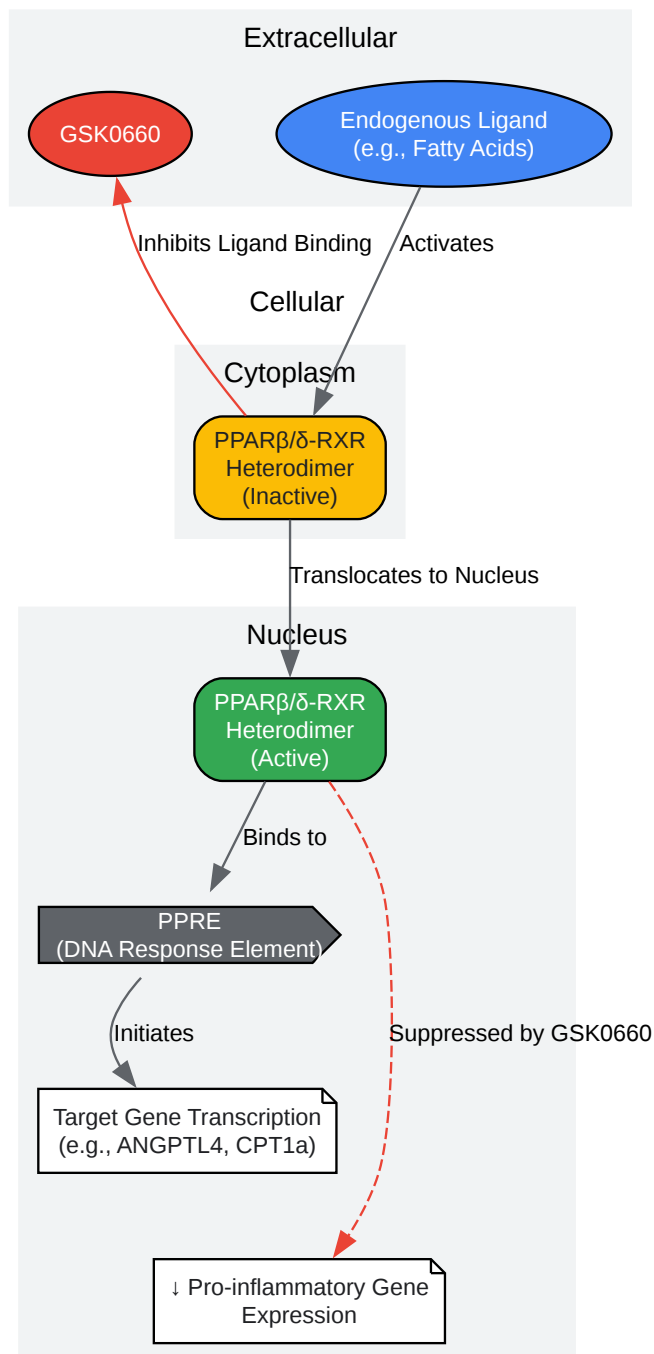 Extracellular
GSK0660
Endogenous Ligand
(e.g., Fatty Acids)
Inhibits Ligand Binding
Activates
Cellular
Cytoplasm
PPARβ/δ-RXR
Heterodimer
(Inactive)
Translocates to Nucleus
Nucleus
PPARβ/δ-RXR
Heterodimer
(Active)
Binds to
PPRE
(DNA Response Element)
Initiates
Suppressed by GSK0660
Target Gene Transcription
(e.g., ANGPTL4, CPT1a)
↓ Pro-inflammatory Gene
Expression